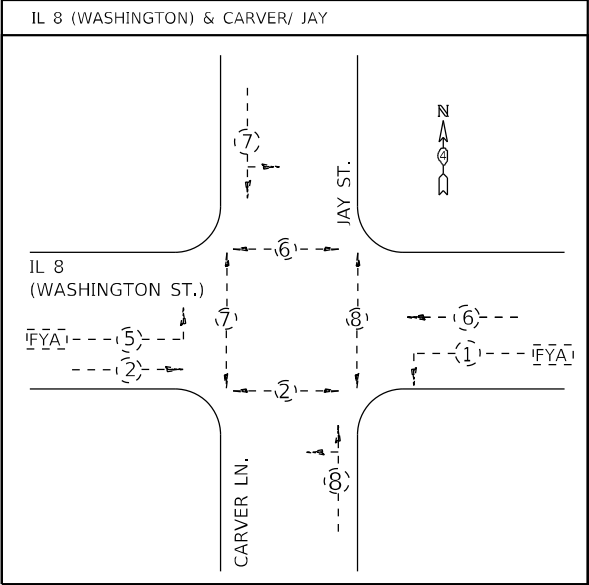 IL 8 (WASHINGTON) & CARVER/ JAY
N
4
7
JAY ST.
6
IL 8
(WASHINGTON ST.)
7
8
6
FYA
5
1
FYA
2
2
CARVER LN.
8